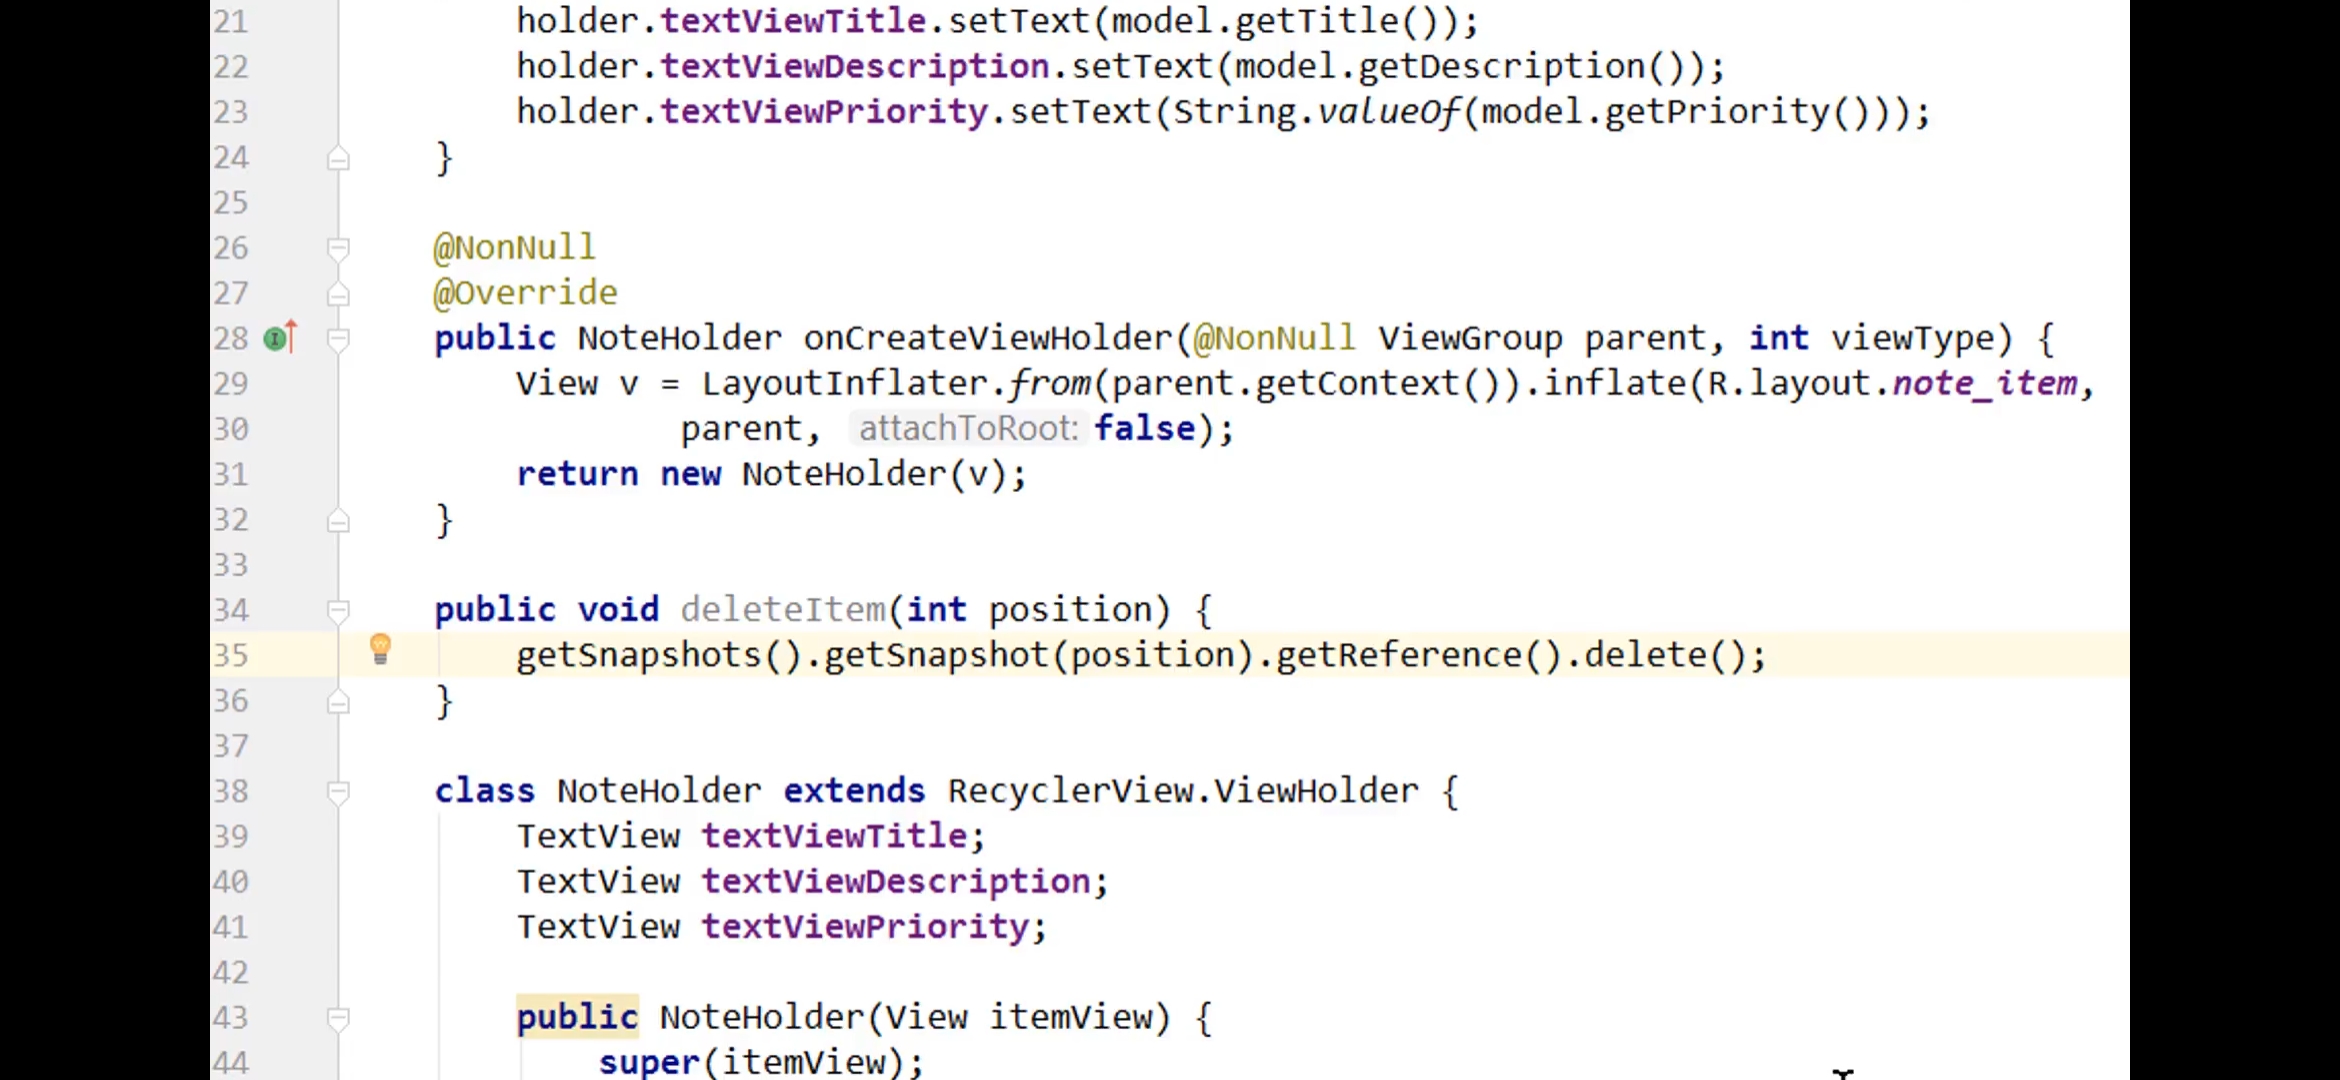 21 holder.textViewTitle.setText(model.getTitle());
22 holder.textViewDescription.setText(model.getDescription());
23 holder.textViewPriority.setText(String.valueOf(model.getPriority()));
24 }
25
26 @NonNull
27 @Override
28 public NoteHolder onCreateViewHolder(@NonNull ViewGroup parent, int viewType) {
29 View v = LayoutInflater.from(parent.getContext()).inflate(R.layout.note_item,
30 parent, attachToRoot: false);
31 return new NoteHolder(v);
32 }
33
34 public void deleteItem(int position) {
35 getSnapshots().getSnapshot(position).getReference().delete();
36 }
37
38 class NoteHolder extends RecyclerView.ViewHolder {
39 TextView textViewTitle;
40 TextView textViewDescription;
41 TextView textViewPriority;
42
43 public NoteHolder(View itemView) {
44 super(itemView);